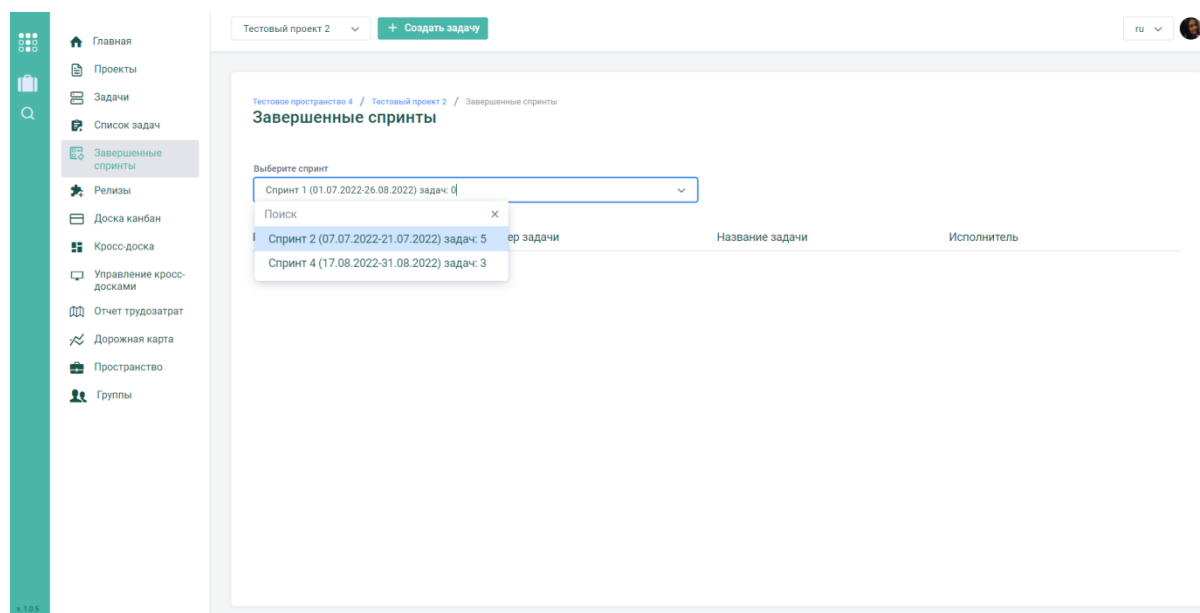 Тестовый проект 2
+ Создать задачу
ru
Главная
Проекты
Задачи
Список задач
Завершенные
спринты
Релизы
Доска канбан
Кросс-доска
Управление кросс-
досками
Отчет трудозатрат
Дорожная карта
Пространство
Группы
v. 1.0.5
Тестовое пространство 4 / Тестовый проект 2 / Завершенные спринты
Завершенные спринты
Выберите спринт
Спринт 1 (01.07.2022-26.08.2022) задач: 0
Поиск
Спринт 2 (07.07.2022-21.07.2022) задач: 5
Спринт 4 (17.08.2022-31.08.2022) задач: 3
ер задачи Название задачи Исполнитель